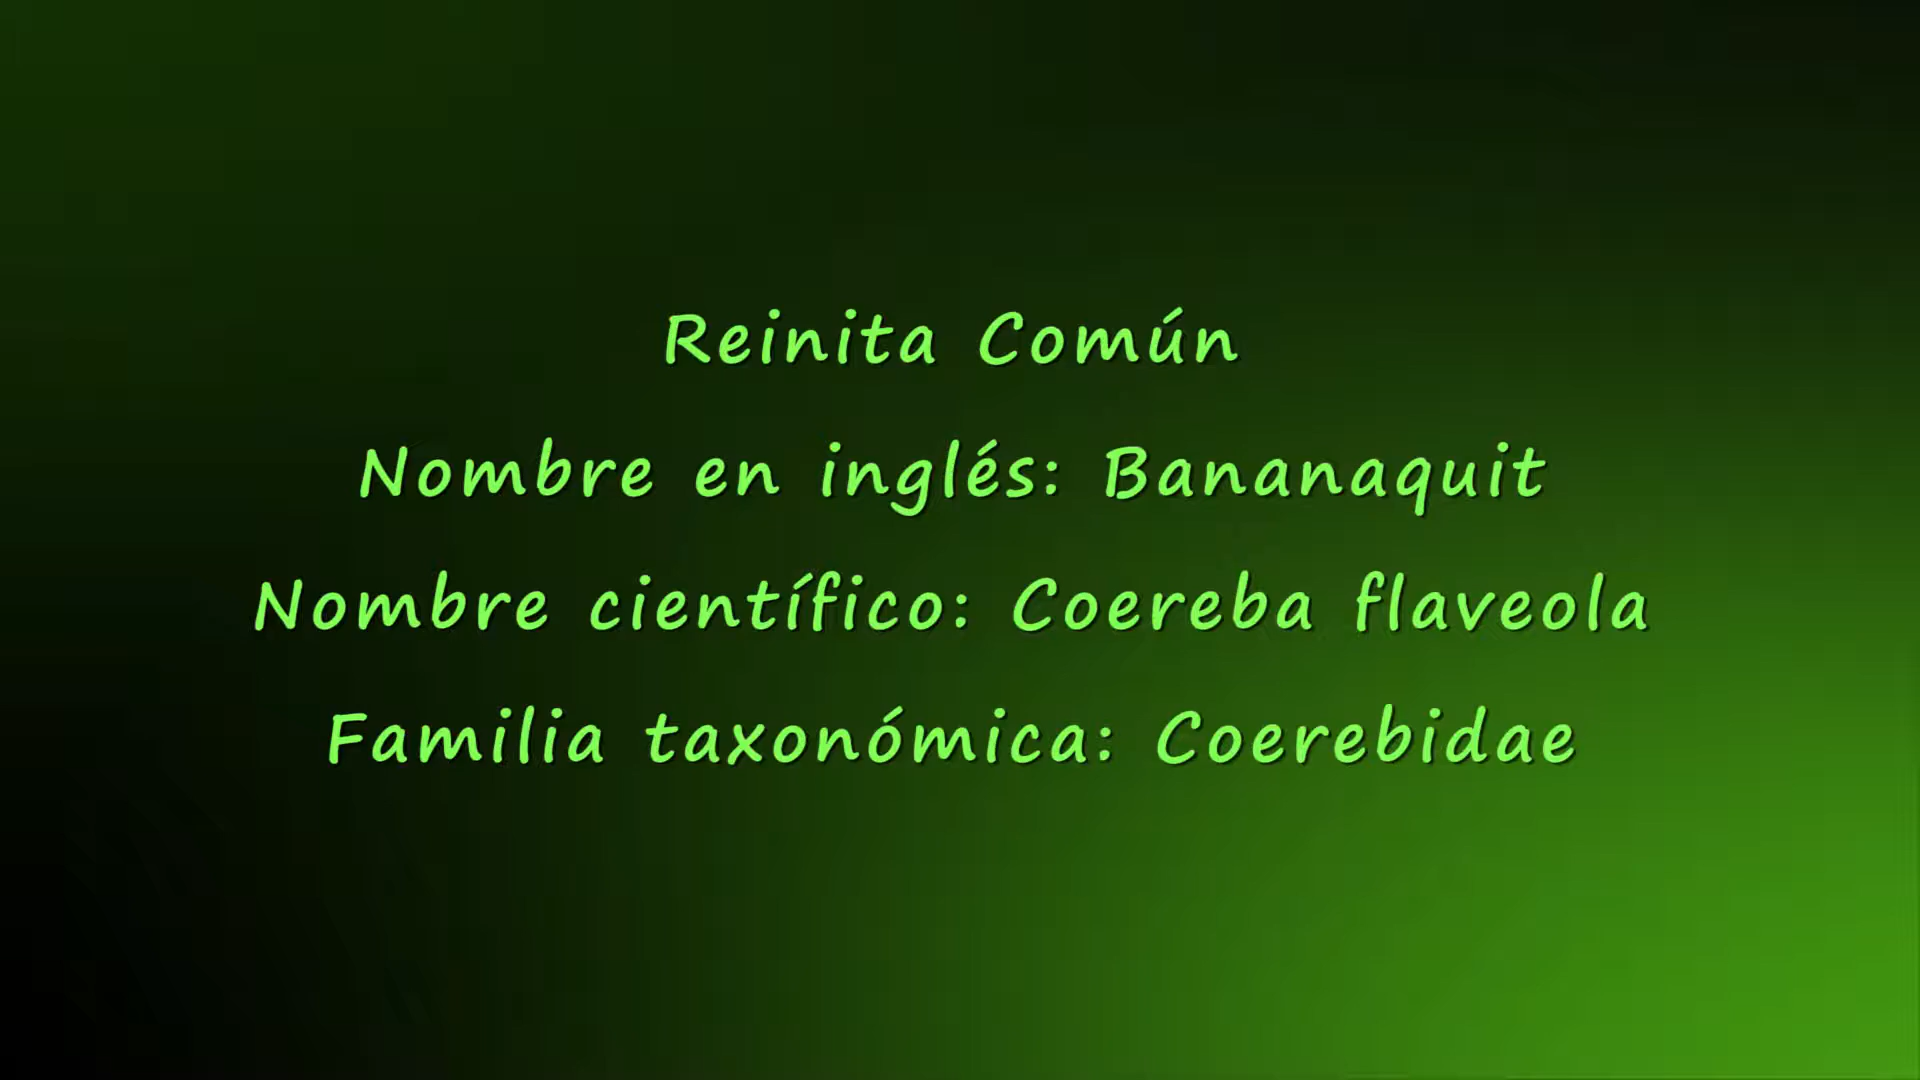 Reinita Común
Nombre en inglés: Bananaquit
Nombre científico: Coereba flaveola
Familia taxonómica: Coerebidae